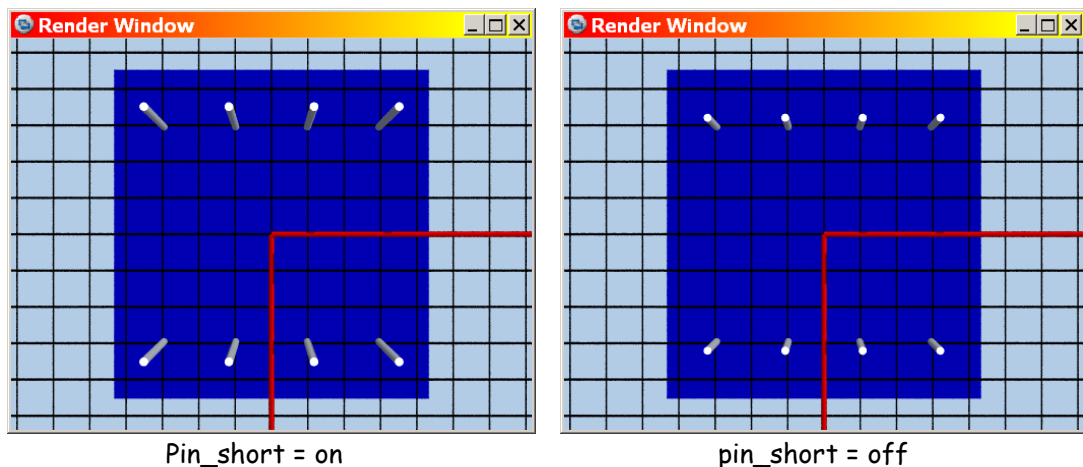 Render Window
Render Window
Pin_short = on
pin_short = off